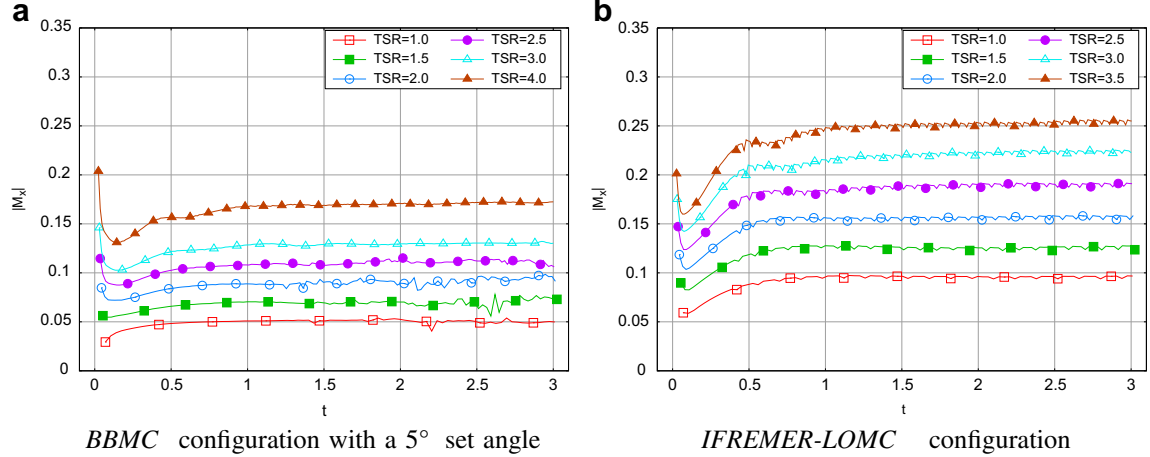 a
0.35
0.3
0.25
0.2
0.15
0.1
0.05
0
|Mx|
TSR=1.0
TSR=1.5
TSR=2.0
TSR=2.5
TSR=3.0
TSR=4.0
0 0.5 1 1.5 2 2.5 3
t
BBMC configuration with a 5° set angle
b
0.35
0.3
0.25
0.2
0.15
0.1
0.05
0
|Mx|
TSR=1.0
TSR=1.5
TSR=2.0
TSR=2.5
TSR=3.0
TSR=3.5
0 0.5 1 1.5 2 2.5 3
t
IFREMER-LOMC configuration